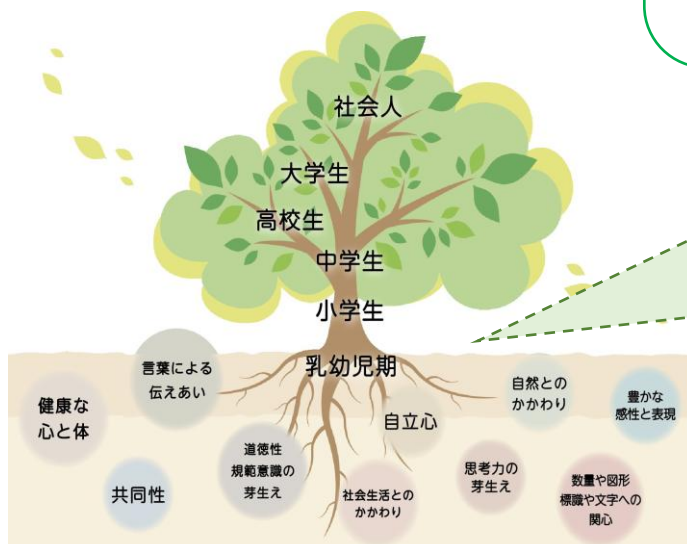 社会人
大学生
高校生
中学生
小学生
乳幼児期
言葉による
伝えあい
健康な
心と体
共同性
道徳性
規範意識の
芽生え
自立心
社会生活との
かかわり
自然との
かかわり
思考力の
芽生え
豊かな
感性と表現
数量や図形
標識や文字への
関心